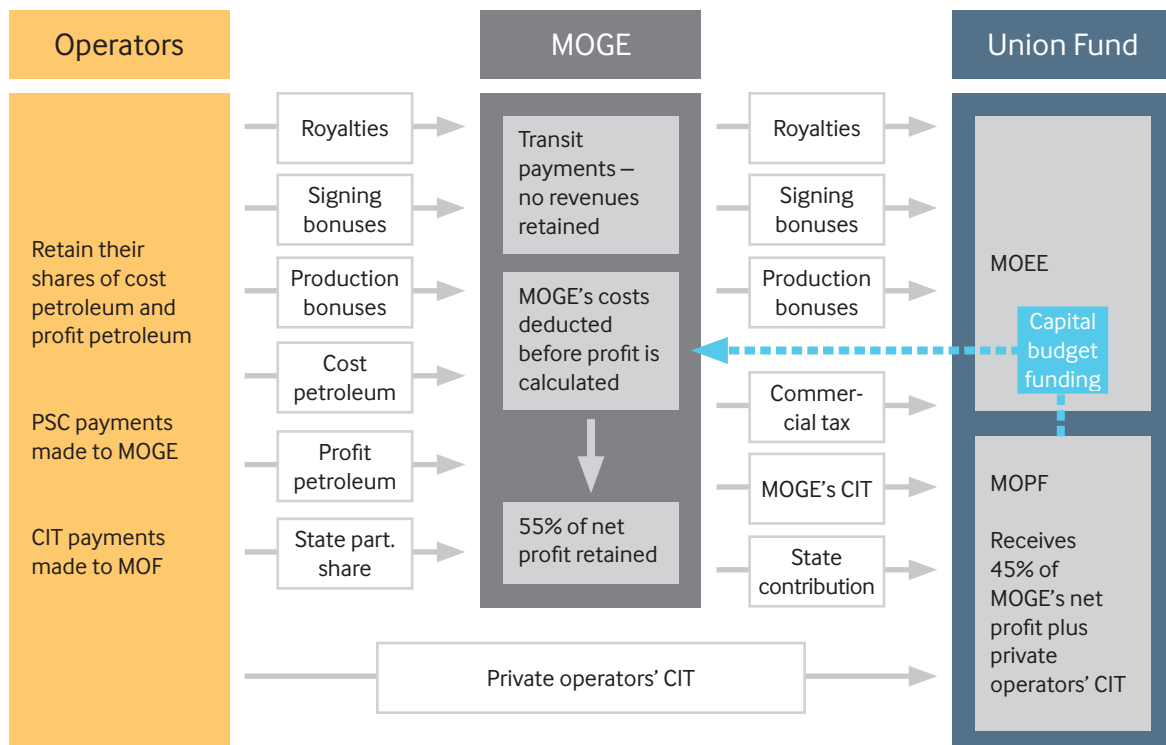 Operators
MOGE
Union Fund
Retain their
shares of cost
petroleum and
profit petroleum
PSC payments
made to MOGE
CIT payments
made to MOF
Royalties
Signing
bonuses
Production
bonuses
Cost
petroleum
Profit
petroleum
State part.
share
Transit
payments –
no revenues
retained
MOGE’s costs
deducted
before profit is
calculated
55% of net
profit retained
Royalties
Signing
bonuses
Production
bonuses
Commer-
cial tax
MOGE’s CIT
State
contribution
Private operators’ CIT
MOEE
Capital
budget
funding
MOPF
Receives
45% of
MOGE’s net
profit plus
private
operators’ CIT